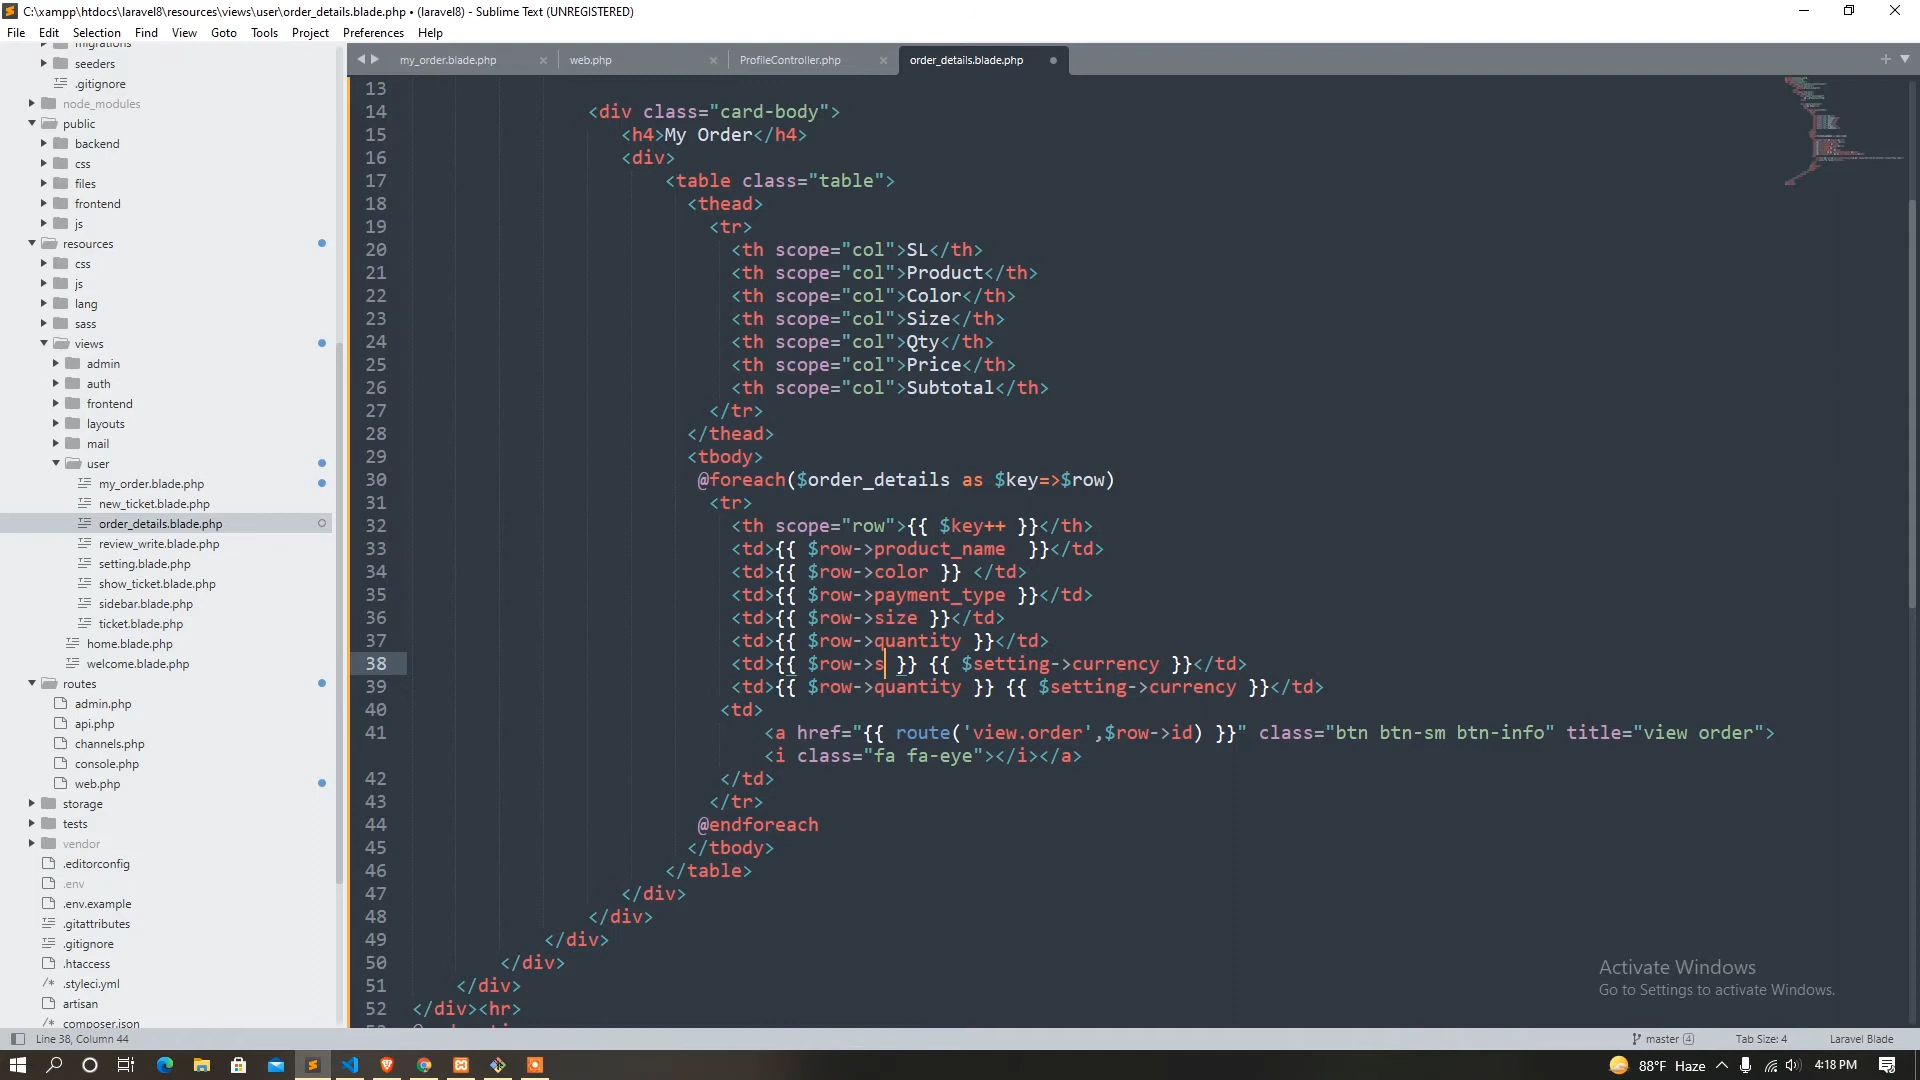 C:\xampp\htdocs\laravel8\resources\views\user\order_details.blade.php • (laravel8) - Sublime Text (UNREGISTERED)
File Edit Selection Find View Goto Tools Project Preferences Help
migrations
seeders
.gitignore
node_modules
public
backend
css
files
frontend
js
resources
css
js
lang
sass
views
admin
auth
frontend
layouts
mail
user
my_order.blade.php
new_ticket.blade.php
order_details.blade.php
review_write.blade.php
setting.blade.php
show_ticket.blade.php
sidebar.blade.php
ticket.blade.php
home.blade.php
welcome.blade.php
routes
admin.php
api.php
channels.php
console.php
web.php
storage
tests
vendor
.editorconfig
.env
.env.example
.gitattributes
.gitignore
.htaccess
.styleci.yml
artisan
composer.json
my_order.blade.php web.php ProfileController.php order_details.blade.php
13
14 <div class="card-body">
15 <h4>My Order</h4>
16 <div>
17 <table class="table">
18 <thead>
19 <tr>
20 <th scope="col">SL</th>
21 <th scope="col">Product</th>
22 <th scope="col">Color</th>
23 <th scope="col">Size</th>
24 <th scope="col">Qty</th>
25 <th scope="col">Price</th>
26 <th scope="col">Subtotal</th>
27 </tr>
28 </thead>
29 <tbody>
30 @foreach($order_details as $key=>$row)
31 <tr>
32 <th scope="row">{{ $key++ }}</th>
33 <td>{{ $row->product_name  }}</td>
34 <td>{{ $row->color }} </td>
35 <td>{{ $row->payment_type }}</td>
36 <td>{{ $row->size }}</td>
37 <td>{{ $row->quantity }}</td>
38 <td>{{ $row->s }} {{ $setting->currency }}</td>
39 <td>{{ $row->quantity }} {{ $setting->currency }}</td>
40 <td>
41 <a href="{{ route('view.order',$row->id) }}" class="btn btn-sm btn-info" title="view order">
<i class="fa fa-eye"></i></a>
42 </td>
43 </tr>
44 @endforeach
45 </tbody>
46 </table>
47 </div>
48 </div>
49 </div>
50 </div>
51 </div>
52 </div><hr>
Activate Windows
Go to Settings to activate Windows.
Line 38, Column 44 master 4 Tab Size: 4 Laravel Blade
88°F Haze 4:18 PM